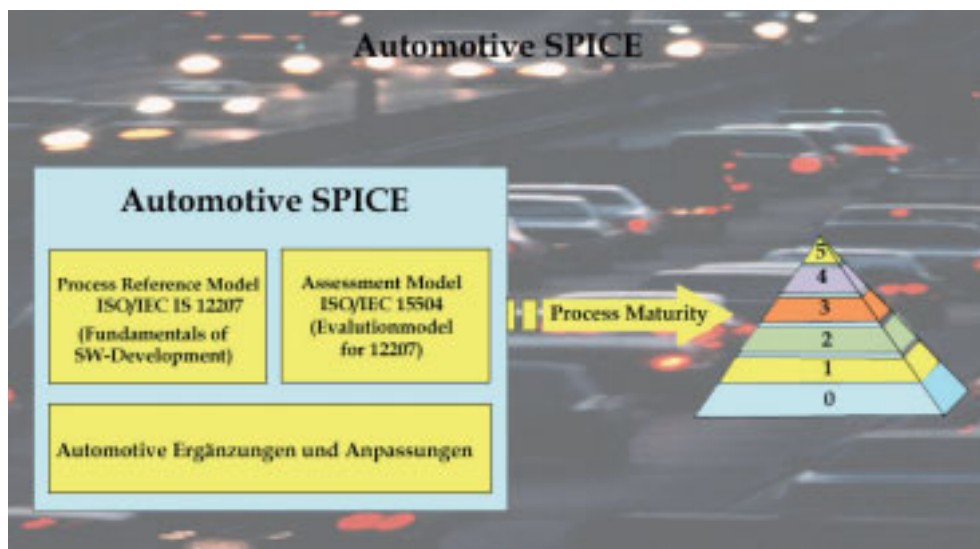 Automotive SPICE
Automotive SPICE
Process Reference Model
ISO/IEC IS 12207
(Fundamentals of
SW-Development)
Assessment Model
ISO/IEC 15504
(Evalutionmodel
for 12207)
Automotive Ergänzungen und Anpassungen
Process Maturity
5
4
3
2
1
0